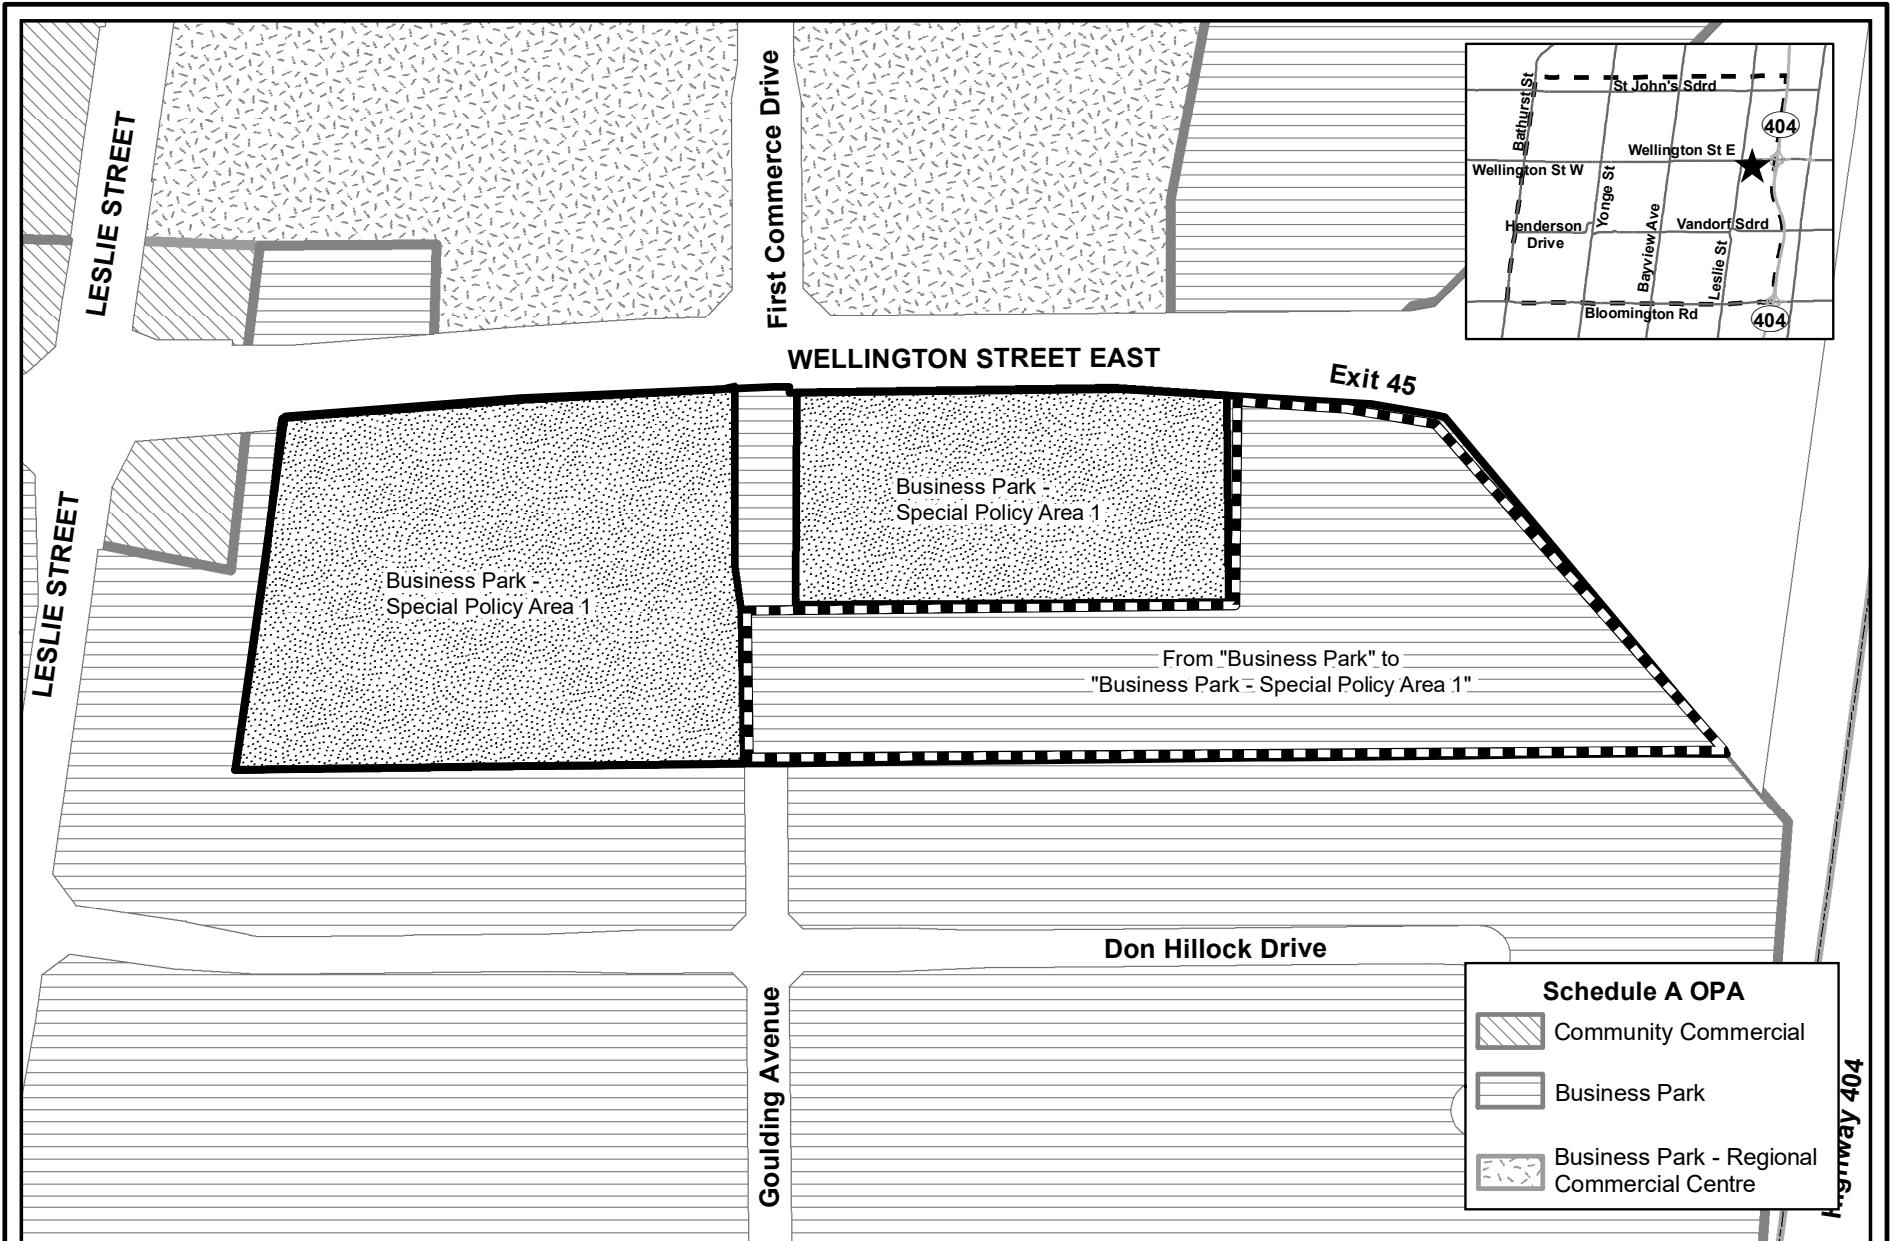 LESLIE STREET
First Commerce Drive
St John's Sdrd
Bathurst St
404
Wellington St E
Wellington St W
Yonge St
Henderson
Drive
Bayview Ave
Vandorf Sdrd
Leslie St
Bloomington Rd
404
WELLINGTON STREET EAST
Exit 45
Business Park -
Special Policy Area 1
Business Park -
Special Policy Area 1
LESLIE STREET
From "Business Park" to
"Business Park - Special Policy Area 1"
Don Hillock Drive
Goulding Avenue
Schedule A OPA
Community Commercial
Business Park
Business Park - Regional
Commercial Centre
Highway 404